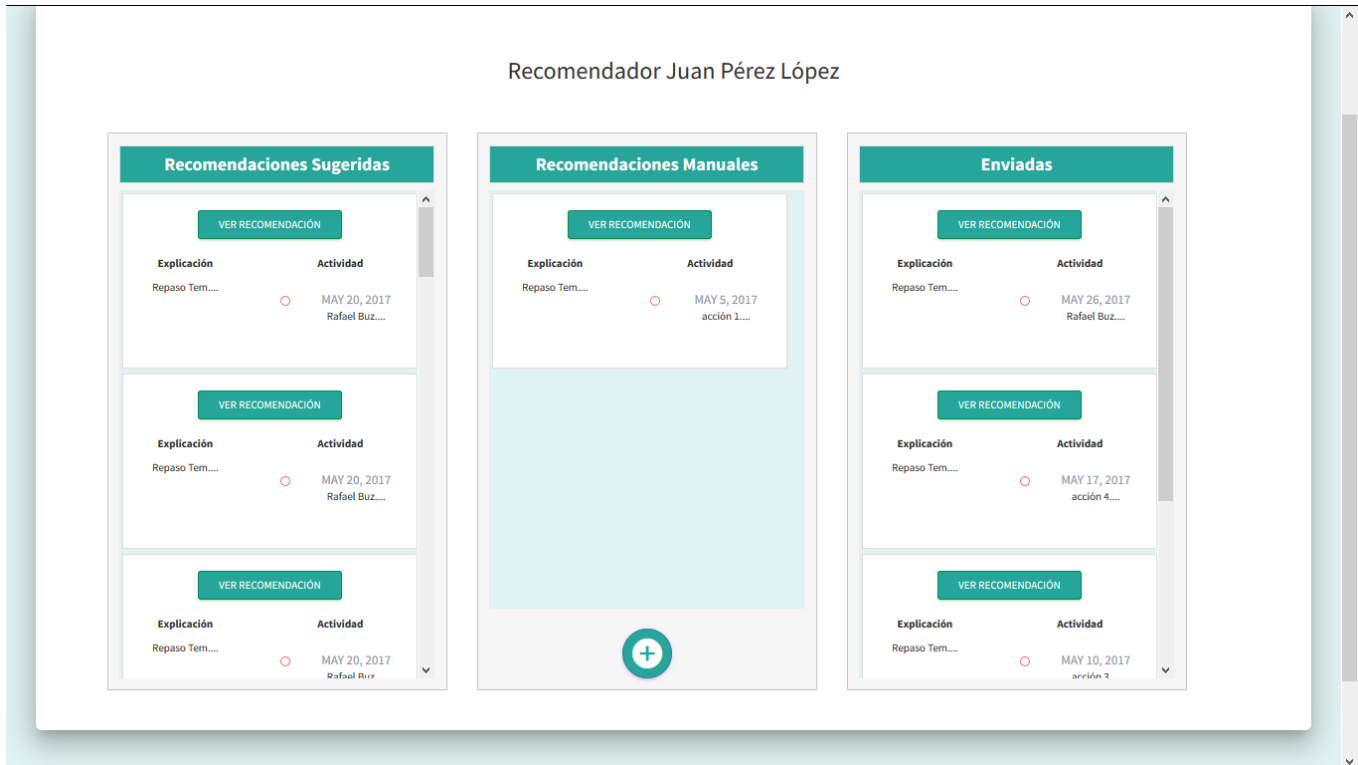 Recomendador Juan Pérez López
Recomendaciones Sugeridas
VER RECOMENDACIÓN
Explicación Actividad
Repaso Tem....
MAY 20, 2017
Rafael Buz....
VER RECOMENDACIÓN
Explicación Actividad
Repaso Tem....
MAY 20, 2017
Rafael Buz....
VER RECOMENDACIÓN
Explicación Actividad
Repaso Tem....
MAY 20, 2017
Rafael Buz
Recomendaciones Manuales
VER RECOMENDACIÓN
Explicación Actividad
Repaso Tem....
MAY 5, 2017
acción 1....
Enviadas
VER RECOMENDACIÓN
Explicación Actividad
Repaso Tem....
MAY 26, 2017
Rafael Buz....
VER RECOMENDACIÓN
Explicación Actividad
Repaso Tem....
MAY 17, 2017
acción 4....
VER RECOMENDACIÓN
Explicación Actividad
Repaso Tem....
MAY 10, 2017
acción 3